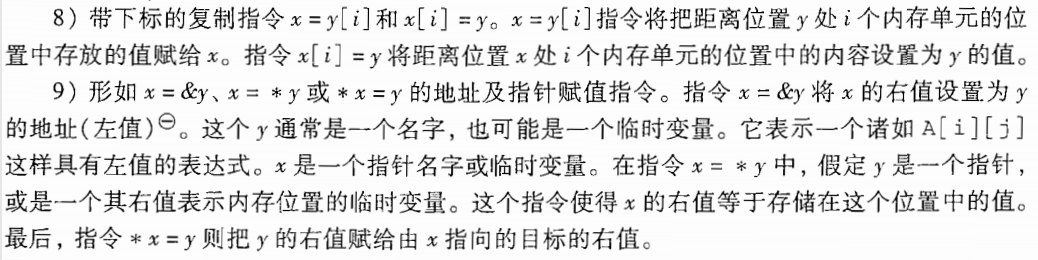 8）带下标的复制指令 x = y[i]和 x[i] = y。x = y[i]指令将把距离位置 y 处 i 个内存单元的位
置中存放的值赋给 x。指令 x[i] = y 将距离位置 x 处 i 个内存单元的位置中的内容设置为 y 的值。
9）形如 x = &y、x = *y 或 *x = y 的地址及指针赋值指令。指令 x = &y 将 x 的右值设置为 y
的地址(左值)⊖。这个 y 通常是一个名字，也可能是一个临时变量。它表示一个诸如 A[i][j]
这样具有左值的表达式。x 是一个指针名字或临时变量。在指令 x = *y 中，假定 y 是一个指针，
或是一个其右值表示内存位置的临时变量。这个指令使得 x 的右值等于存储在这个位置中的值。
最后，指令 *x = y 则把 y 的右值赋给由 x 指向的目标的右值。